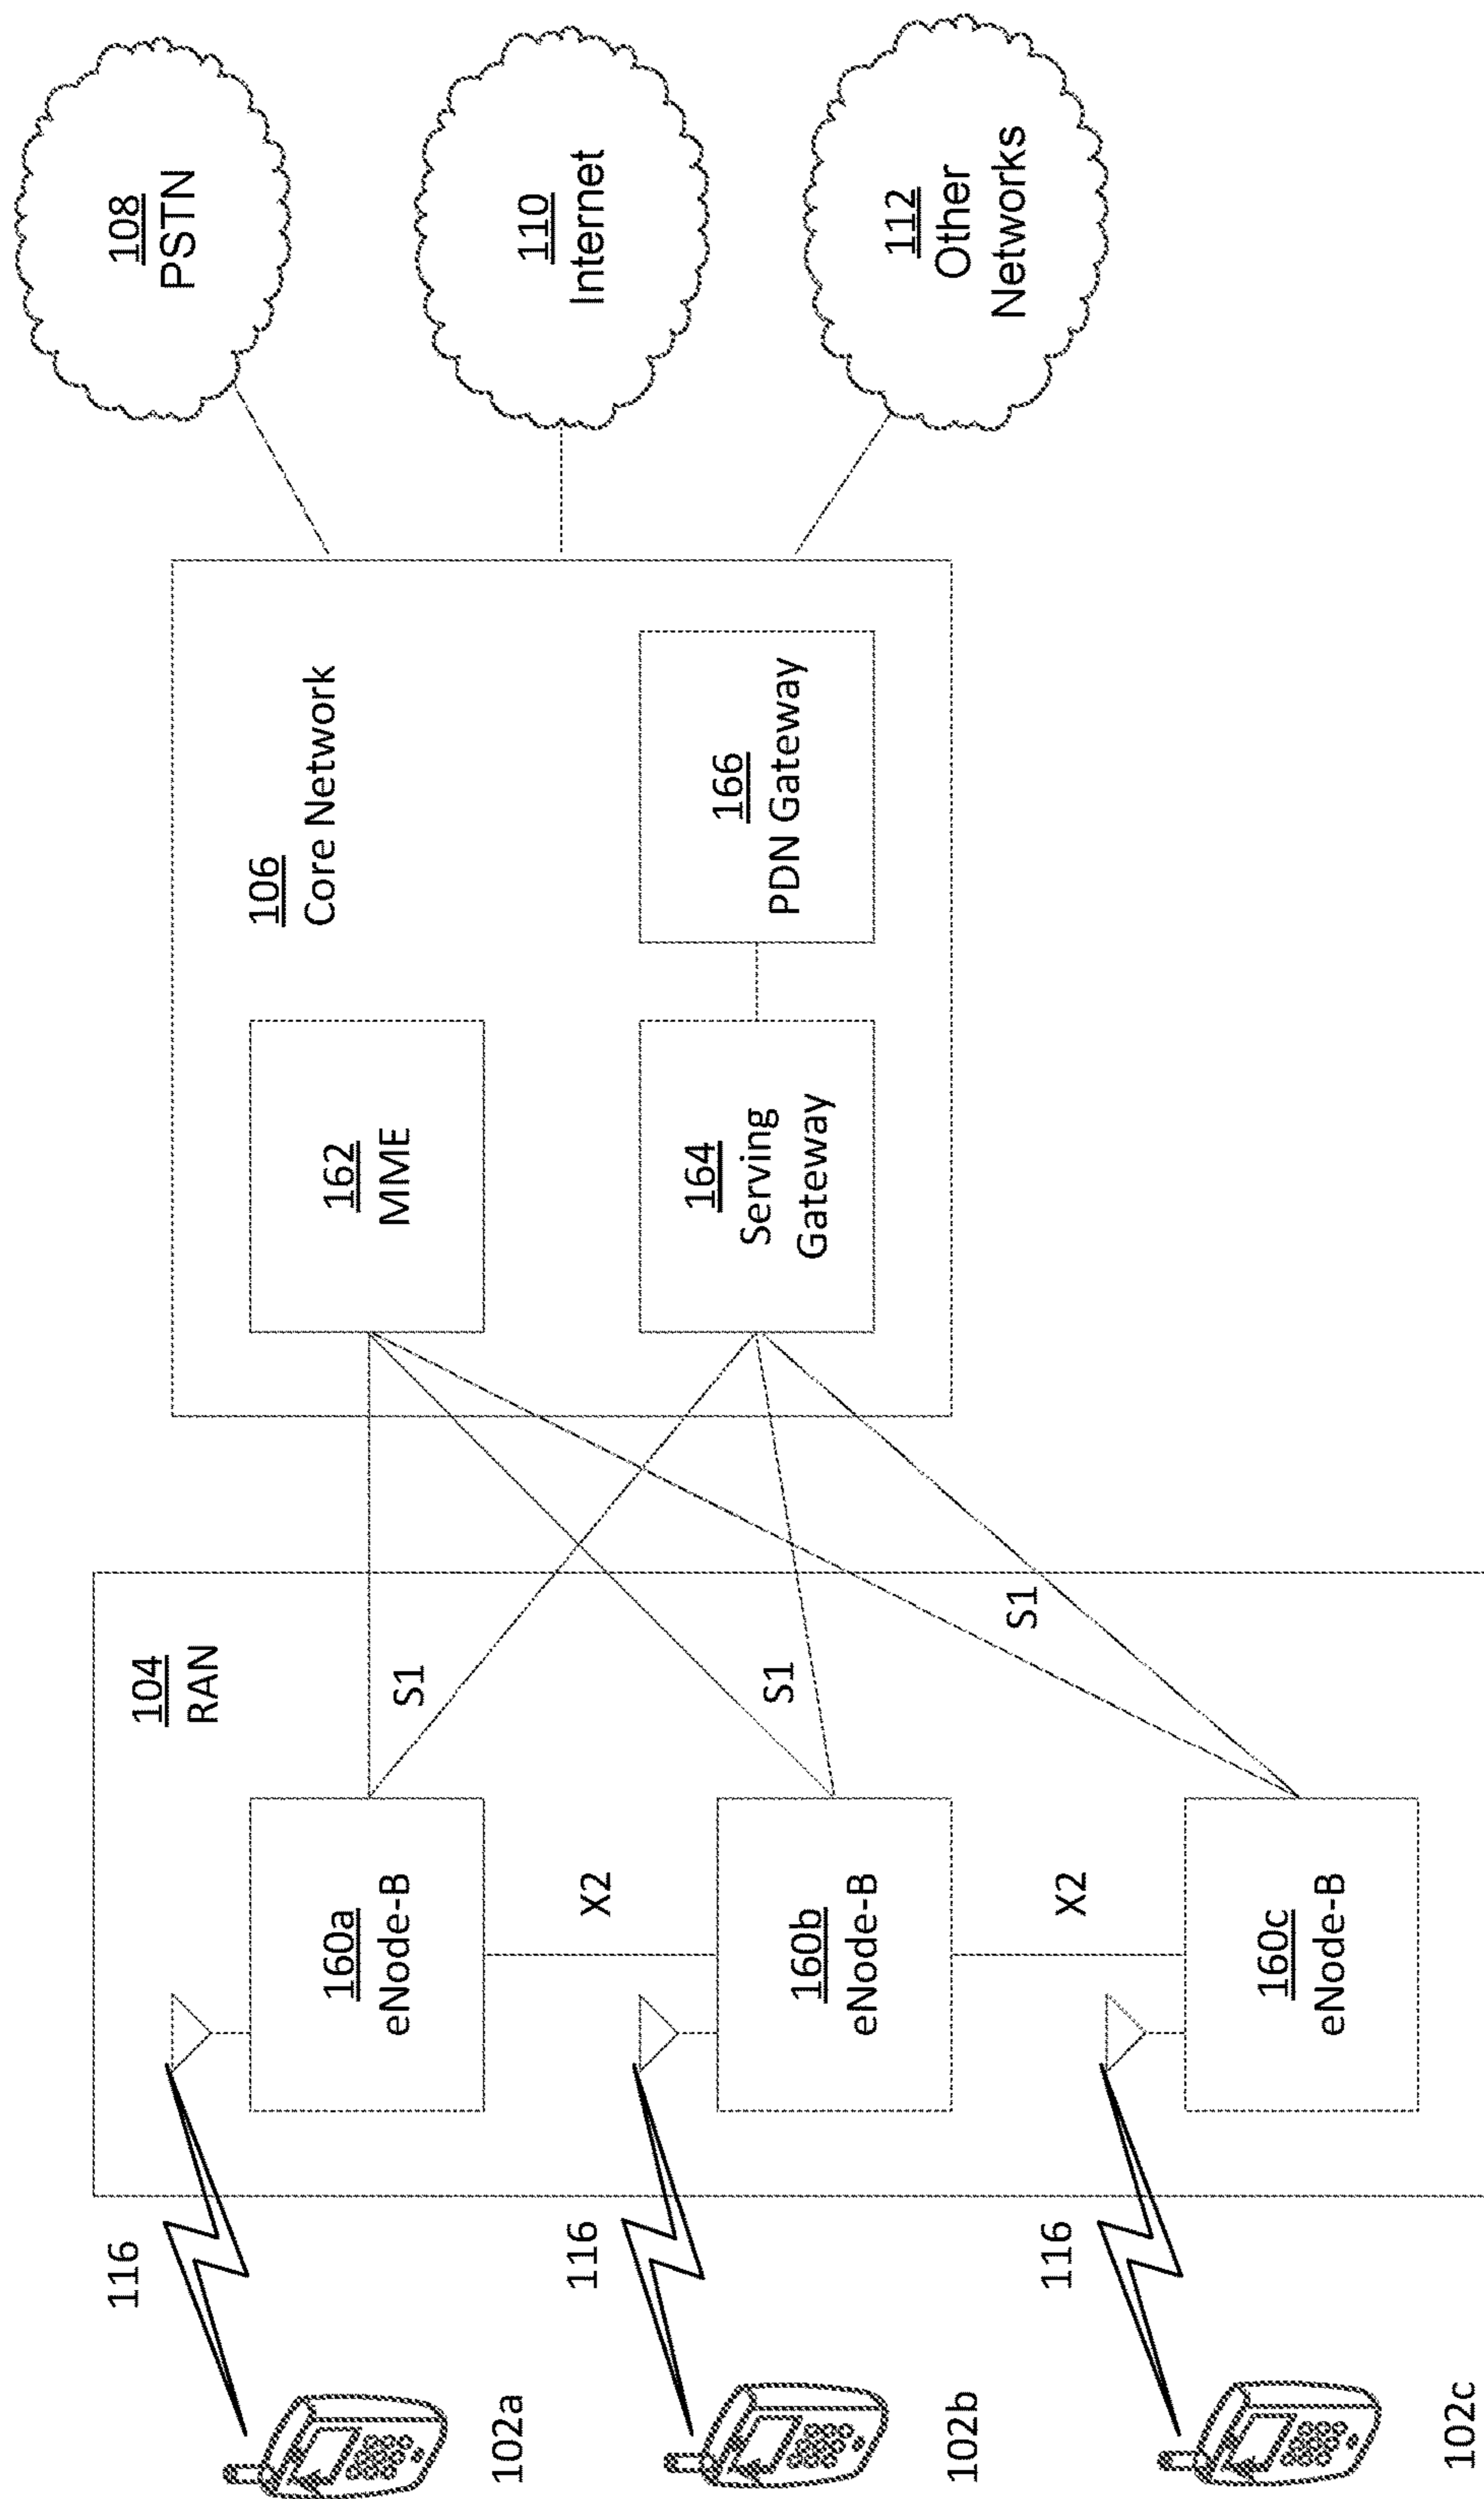 116
102a
116
102b
116
102c
104
RAN
160a
eNode-B
X2
160b
eNode-B
X2
160c
eNode-B
S1
S1
S1
106
Core Network
162
MME
164
Serving
Gateway
166
PDN Gateway
108
PSTN
110
Internet
112
Other
Networks